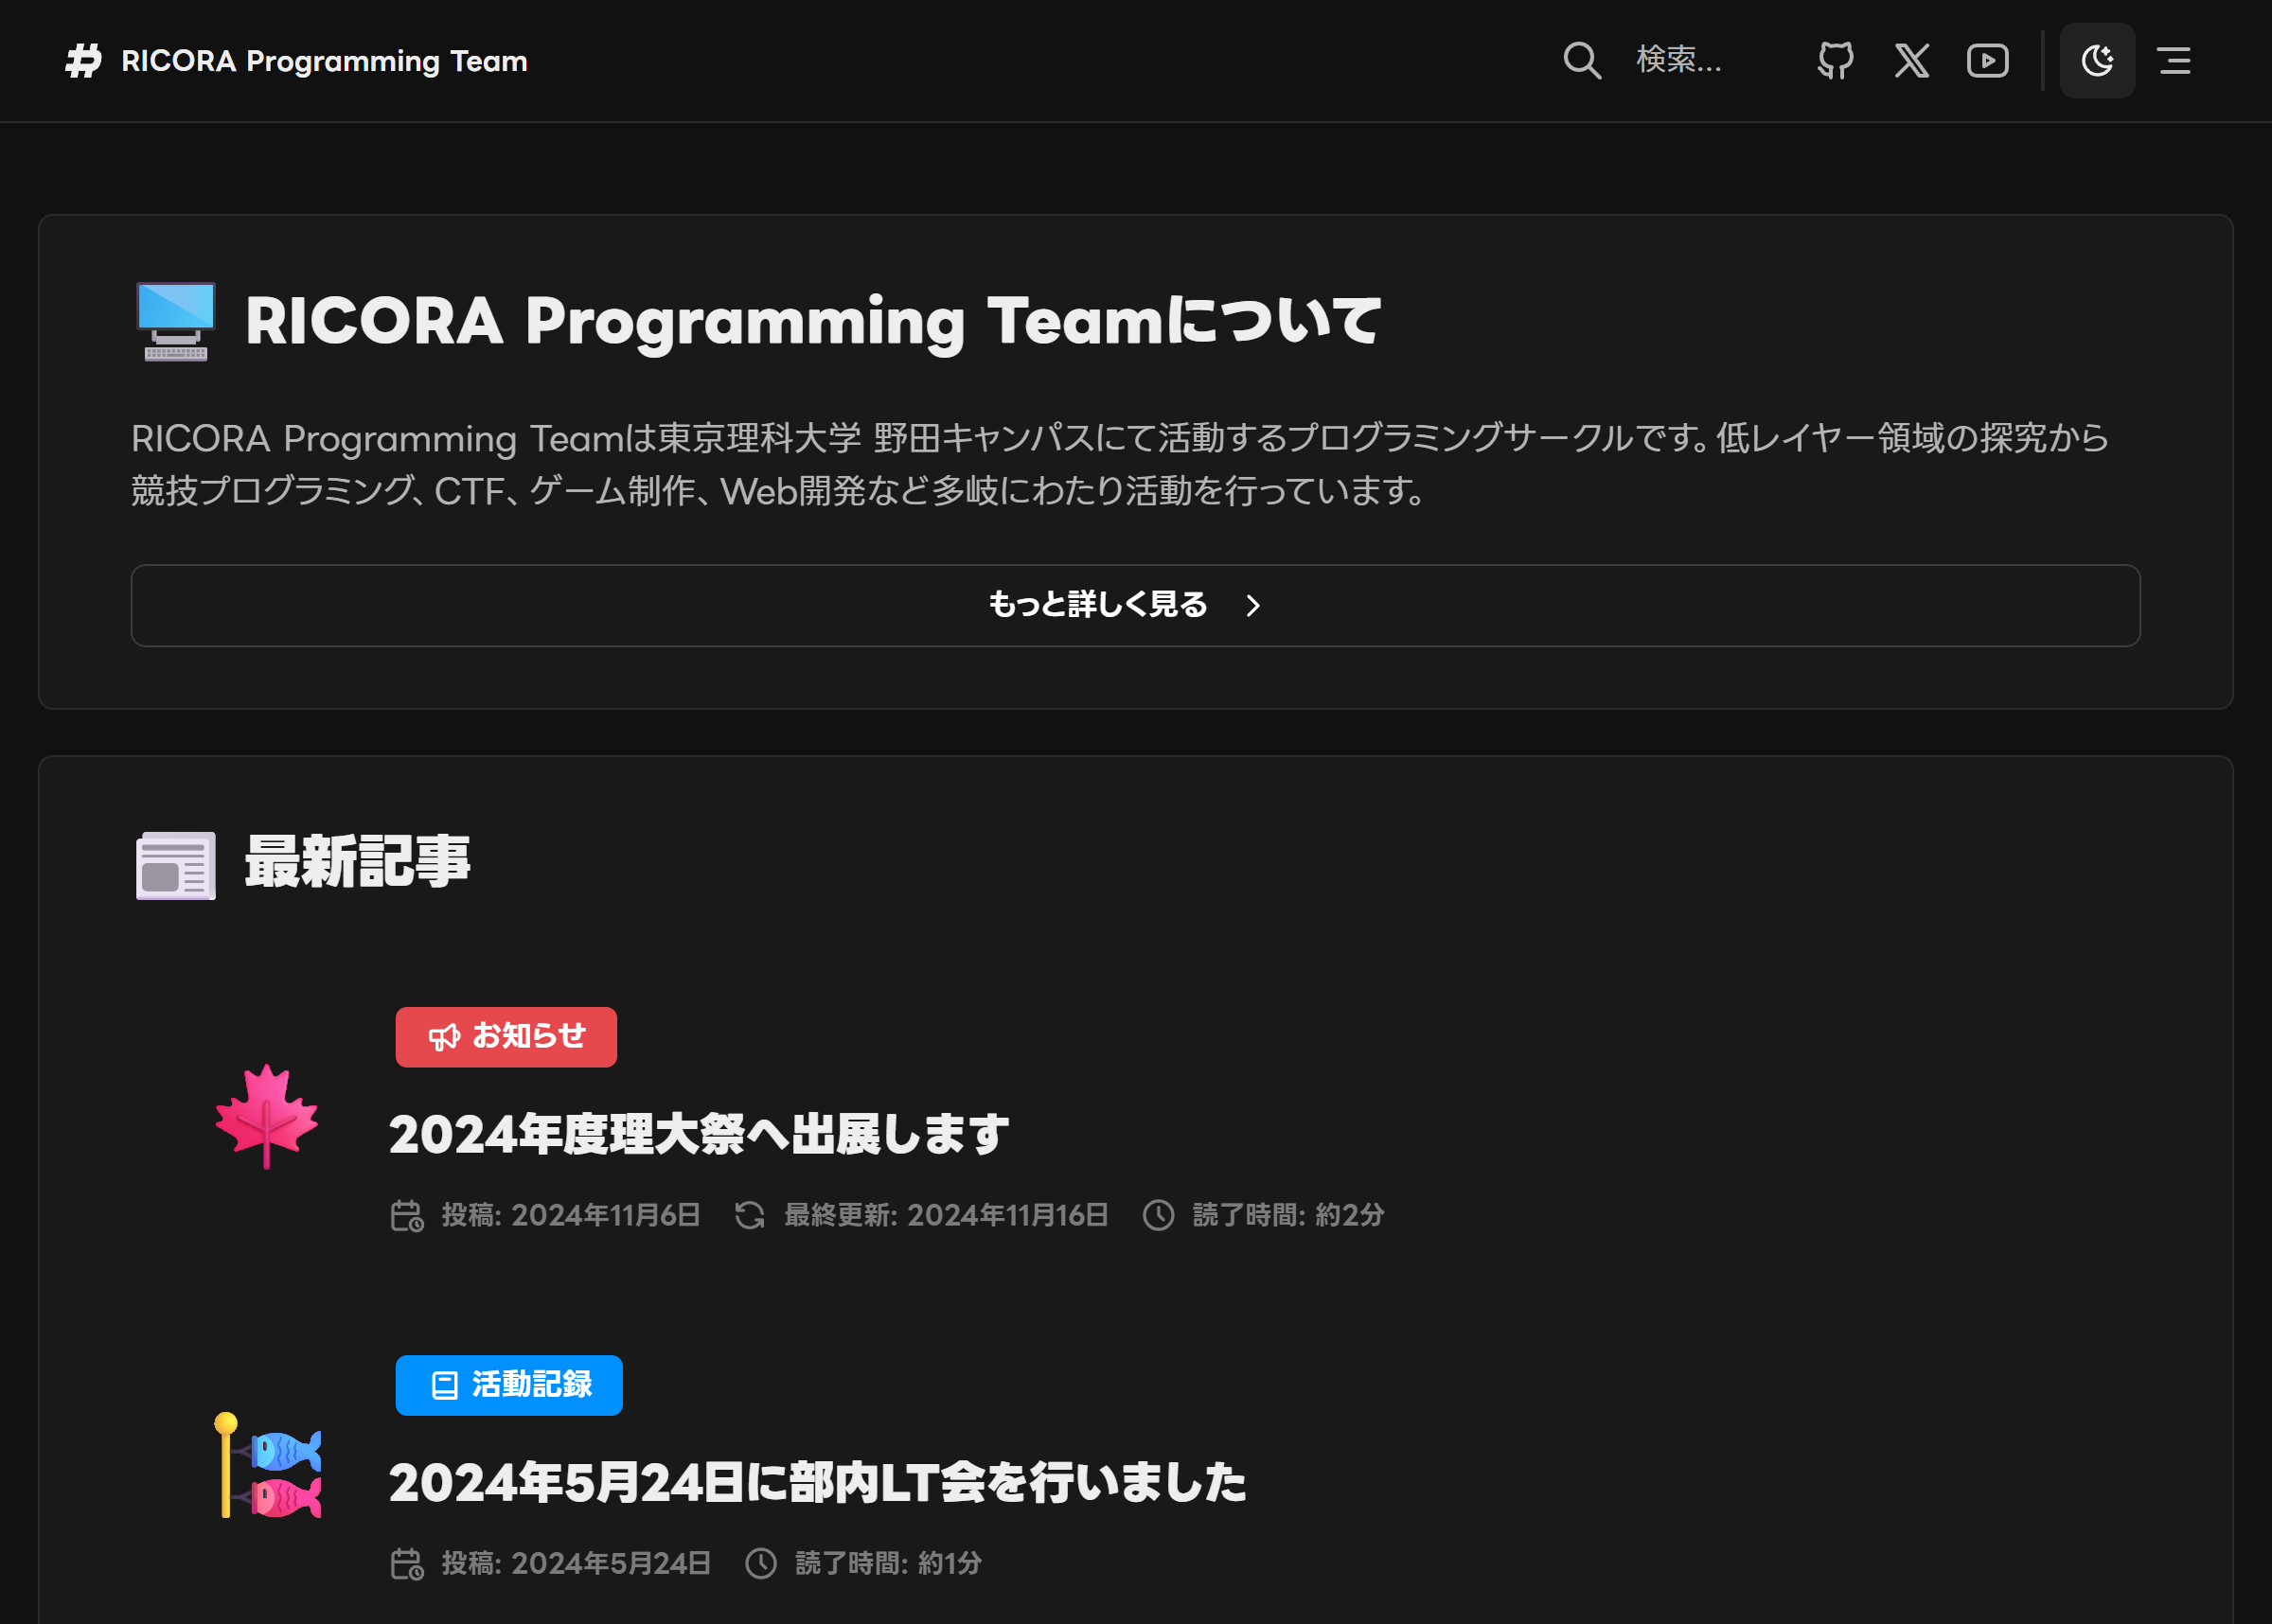 RICORA Programming Team
検索...
RICORA Programming Teamについて
RICORA Programming Teamは東京理科大学 野田キャンパスにて活動するプログラミングサークルです。低レイヤー領域の探究から
競技プログラミング、CTF、ゲーム制作、Web開発など多岐にわたり活動を行っています。
もっと詳しく見る
最新記事
お知らせ
2024年度理大祭へ出展します
投稿: 2024年11月6日 最終更新: 2024年11月16日 読了時間: 約2分
活動記録
2024年5月24日に部内LT会を行いました
投稿: 2024年5月24日 読了時間: 約1分